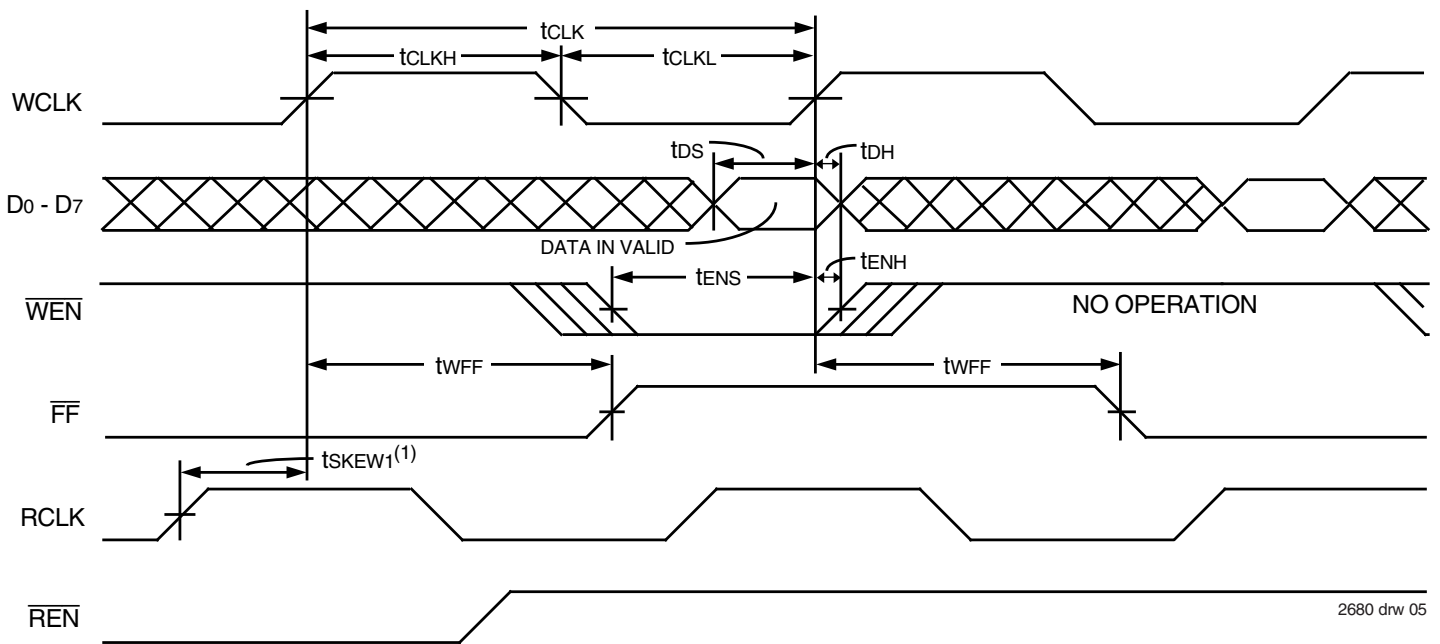 tCLK
tCLKH
tCLKL
WCLK
tDS
tDH
D0 - D7
DATA IN VALID
tENS
tENH
WEN
NO OPERATION
tWFF
tWFF
FF
tSKEW1(1)
RCLK
REN
2680 drw 05